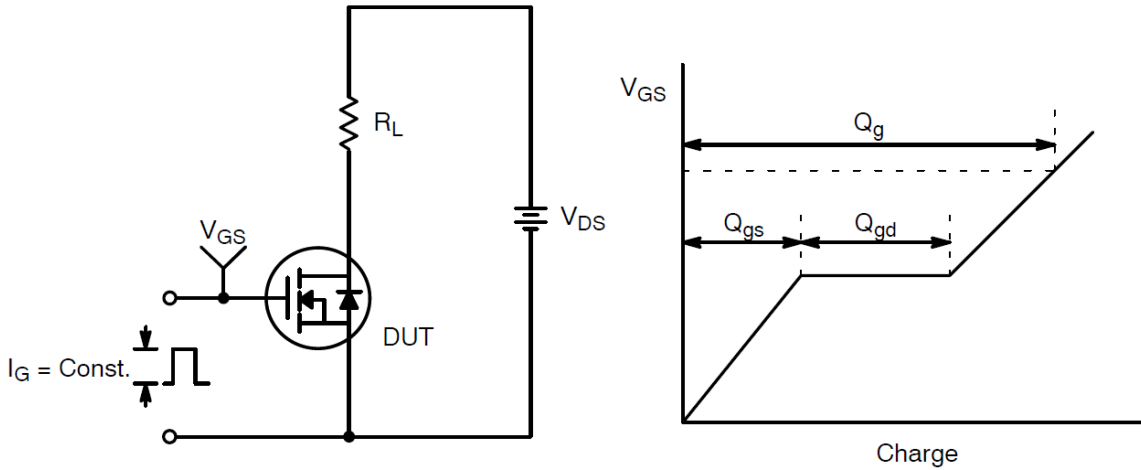 R_L
V_GS
V_DS
DUT
I_G = Const.
V_GS
Q_g
Q_gs
Q_gd
Charge